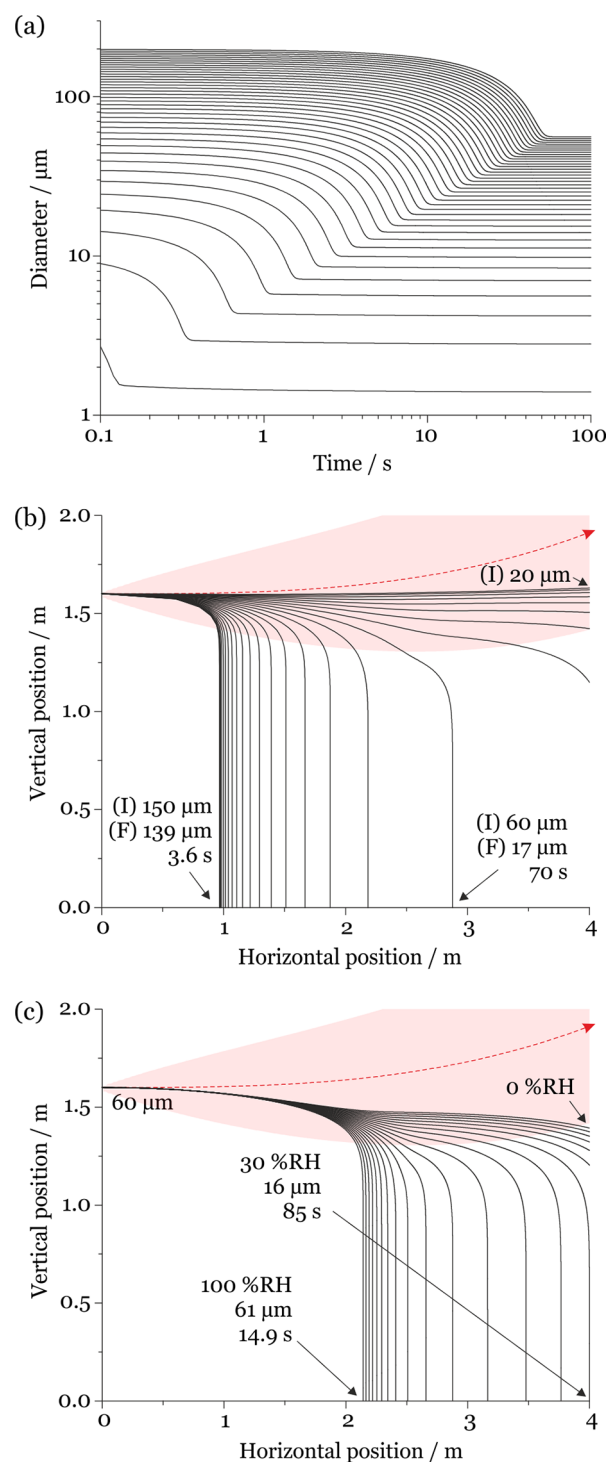 (a)
100
10
1
Diameter / µm
0.1
1
10
100
Time / s
(b)
2.0
1.5
1.0
0.5
0.0
Vertical position / m
(I) 20 µm
(I) 150 µm
(F) 139 µm
3.6 s
(I) 60 µm
(F) 17 µm
70 s
0
1
2
3
4
Horizontal position / m
(c)
2.0
1.5
1.0
0.5
0.0
Vertical position / m
60 µm
0 %RH
30 %RH
16 µm
85 s
100 %RH
61 µm
14.9 s
0
1
2
3
4
Horizontal position / m